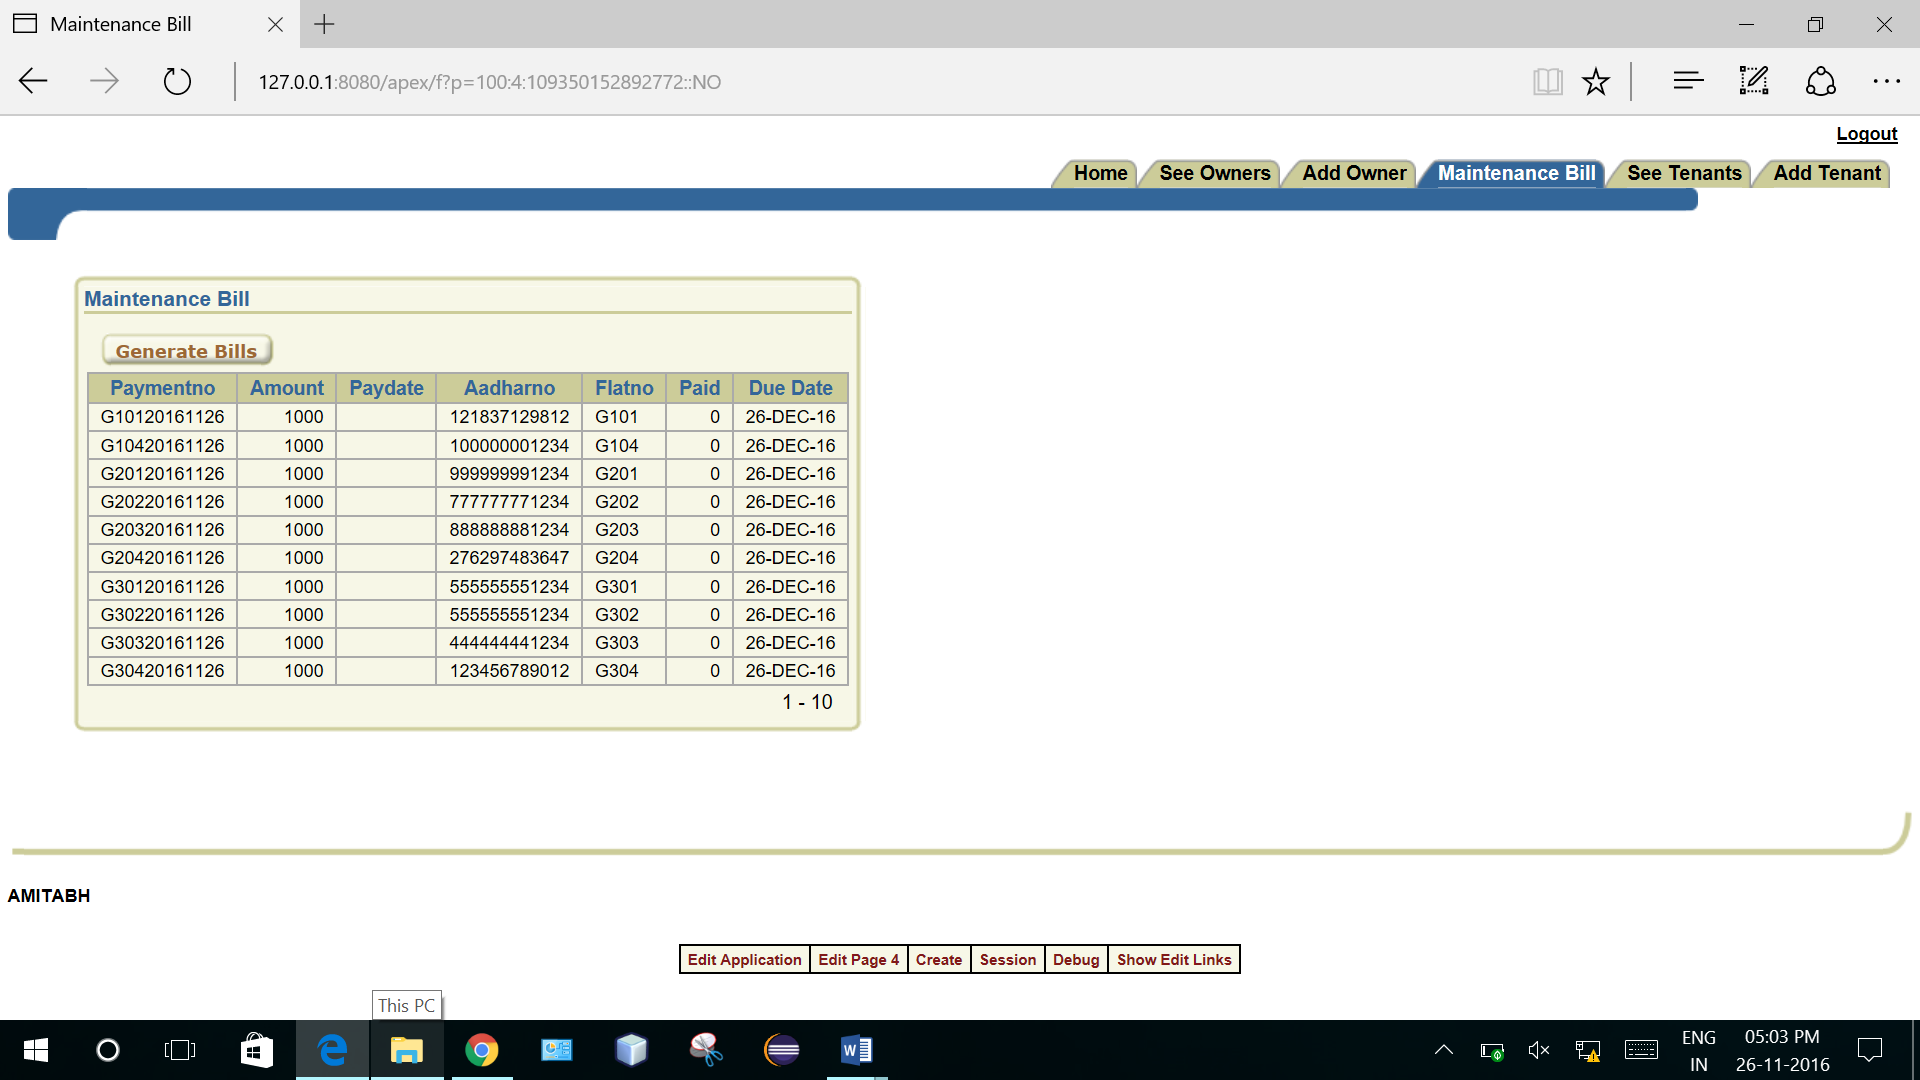 Maintenance Bill
127.0.0.1:8080/apex/f?p=100:4:109350152892772::NO
Logout
Home See Owners Add Owner Maintenance Bill See Tenants Add Tenant
Maintenance Bill
Generate Bills
Paymentno Amount Paydate Aadharno Flatno Paid Due Date
G10120161126 1000 121837129812 G101 0 26-DEC-16
G10420161126 1000 100000001234 G104 0 26-DEC-16
G20120161126 1000 999999991234 G201 0 26-DEC-16
G20220161126 1000 777777771234 G202 0 26-DEC-16
G20320161126 1000 888888881234 G203 0 26-DEC-16
G20420161126 1000 276297483647 G204 0 26-DEC-16
G30120161126 1000 555555551234 G301 0 26-DEC-16
G30220161126 1000 555555551234 G302 0 26-DEC-16
G30320161126 1000 444444441234 G303 0 26-DEC-16
G30420161126 1000 123456789012 G304 0 26-DEC-16
1 - 10
AMITABH
Edit Application Edit Page 4 Create Session Debug Show Edit Links
This PC
ENG 05:03 PM
IN 26-11-2016